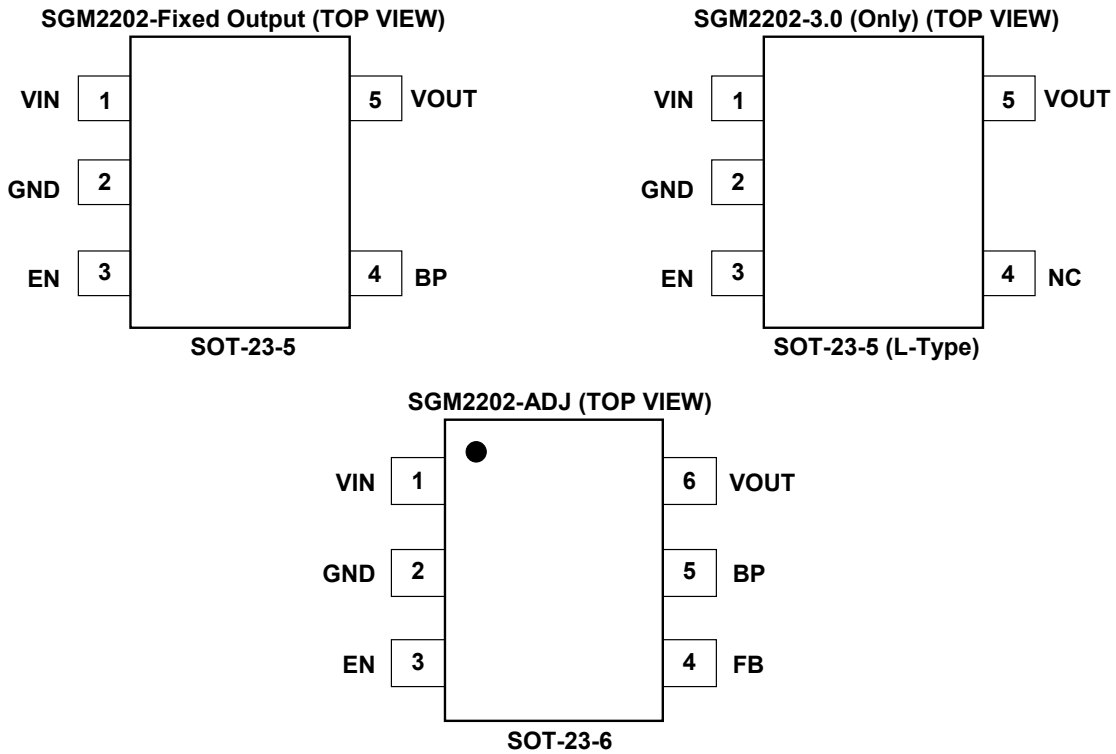 SGM2202-Fixed Output (TOP VIEW)
VIN 1 5 VOUT
GND 2
EN 3 4 BP
SOT-23-5
SGM2202-3.0 (Only) (TOP VIEW)
VIN 1 5 VOUT
GND 2
EN 3 4 NC
SOT-23-5 (L-Type)
SGM2202-ADJ (TOP VIEW)
VIN 1 6 VOUT
GND 2 5 BP
EN 3 4 FB
SOT-23-6